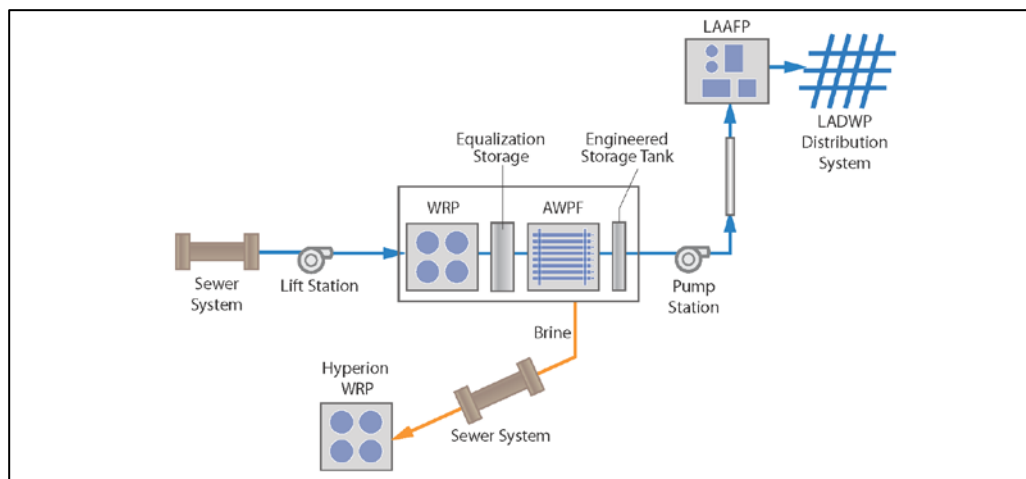 LAAFP
LADWP
Distribution
System
Equalization
Storage
Engineered
Storage Tank
WRP
AWPF
Sewer
System
Lift Station
Pump
Station
Brine
Hyperion
WRP
Sewer System